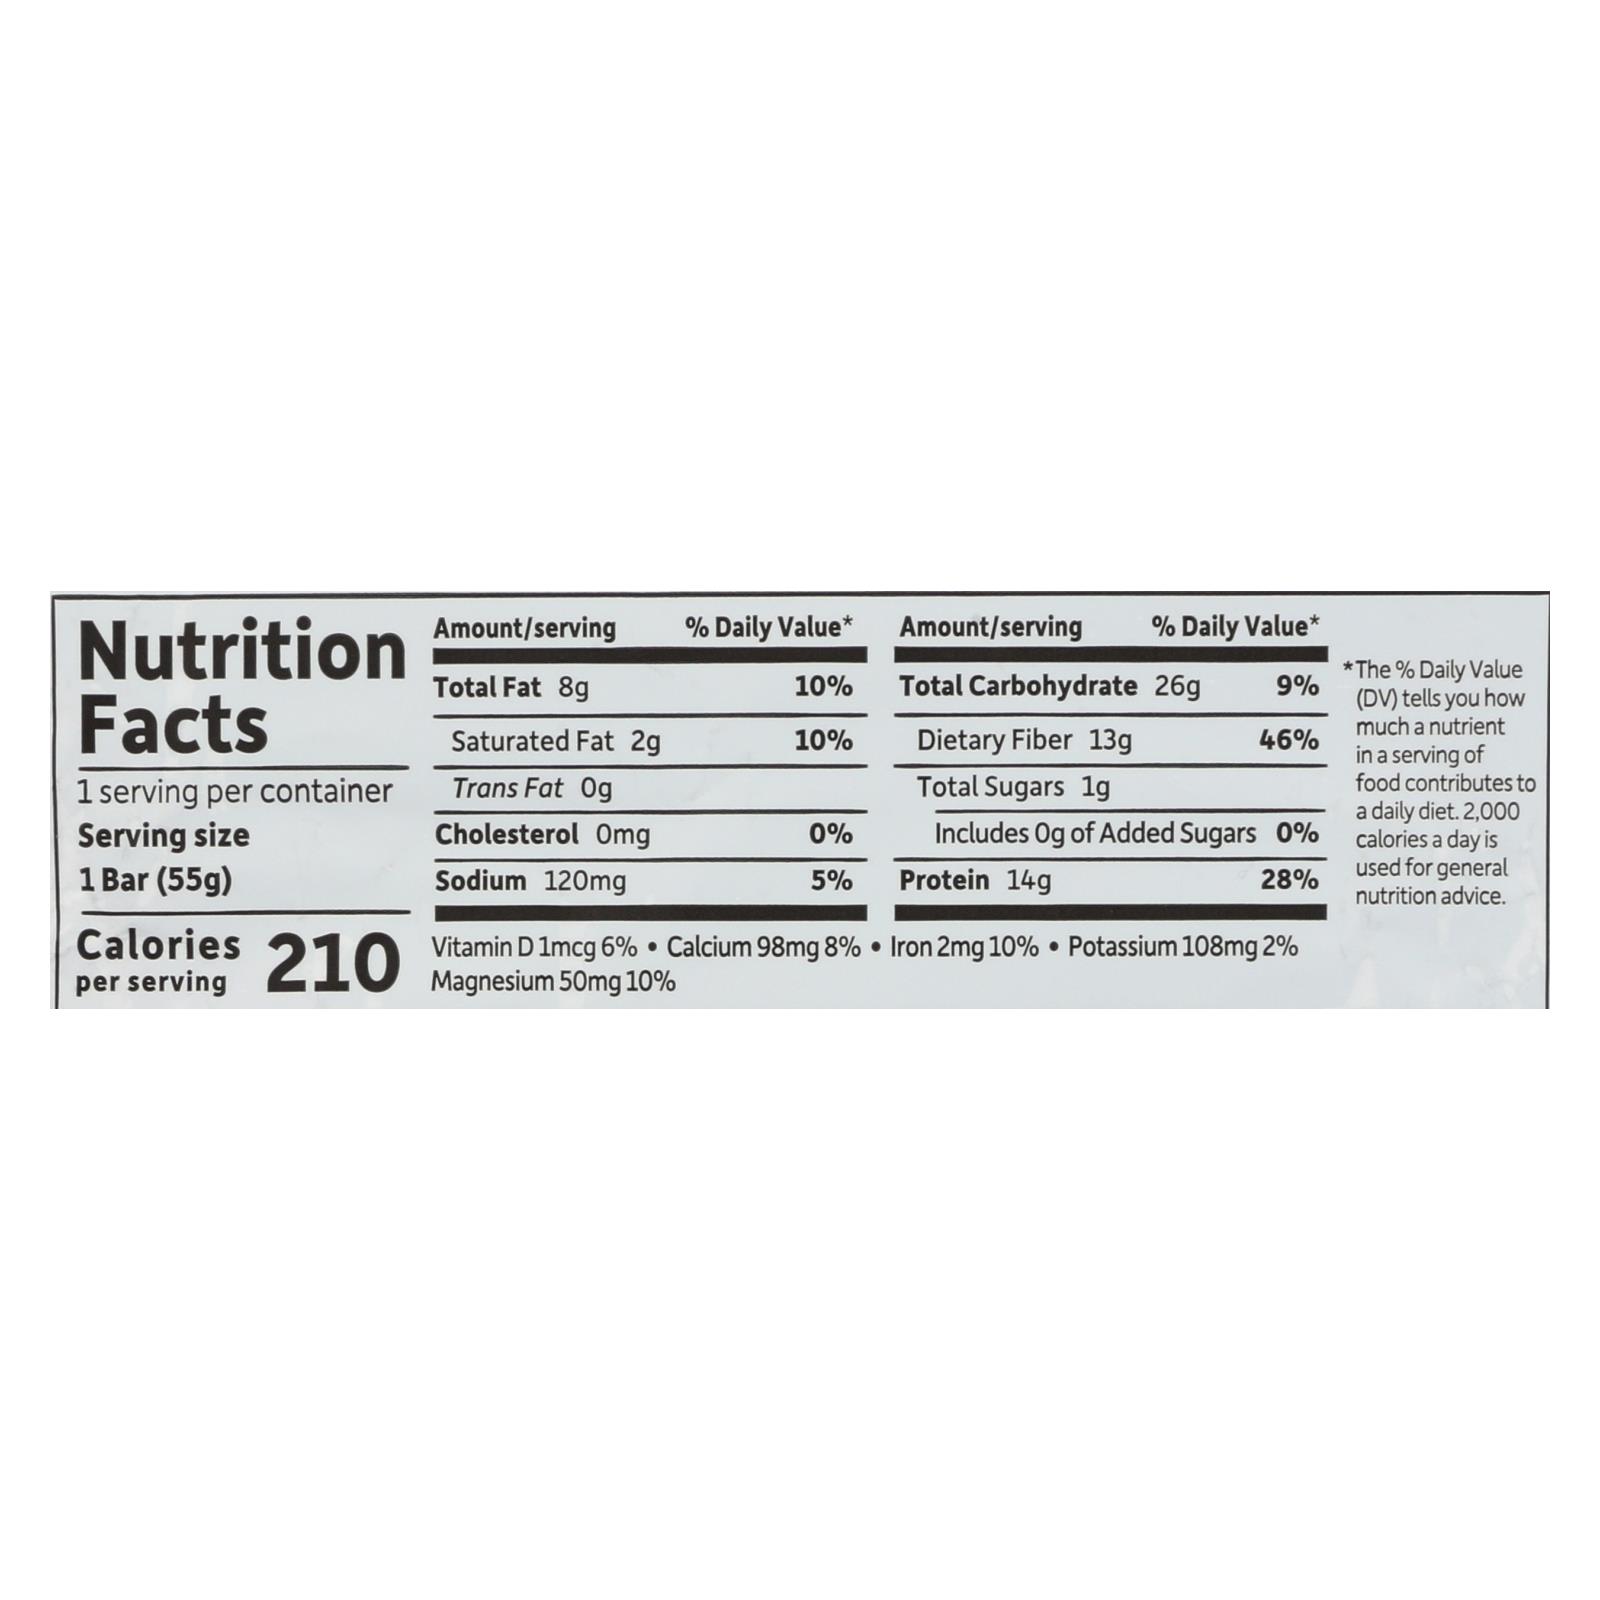 Nutrition
Facts
1 serving per container
Serving size
1 Bar (55g)
Calories 210
per serving
Amount/serving % Daily Value*
Total Fat 8g 10%
Saturated Fat 2g 10%
Trans Fat 0g
Cholesterol 0mg 0%
Sodium 120mg 5%
Amount/serving % Daily Value*
Total Carbohydrate 26g 9%
Dietary Fiber 13g 46%
Total Sugars 1g
Includes 0g of Added Sugars 0%
Protein 14g 28%
Vitamin D 1mcg 6% • Calcium 98mg 8% • Iron 2mg 10% • Potassium 108mg 2%
Magnesium 50mg 10%
*The % Daily Value
(DV) tells you how
much a nutrient
in a serving of
food contributes to
a daily diet. 2,000
calories a day is
used for general
nutrition advice.